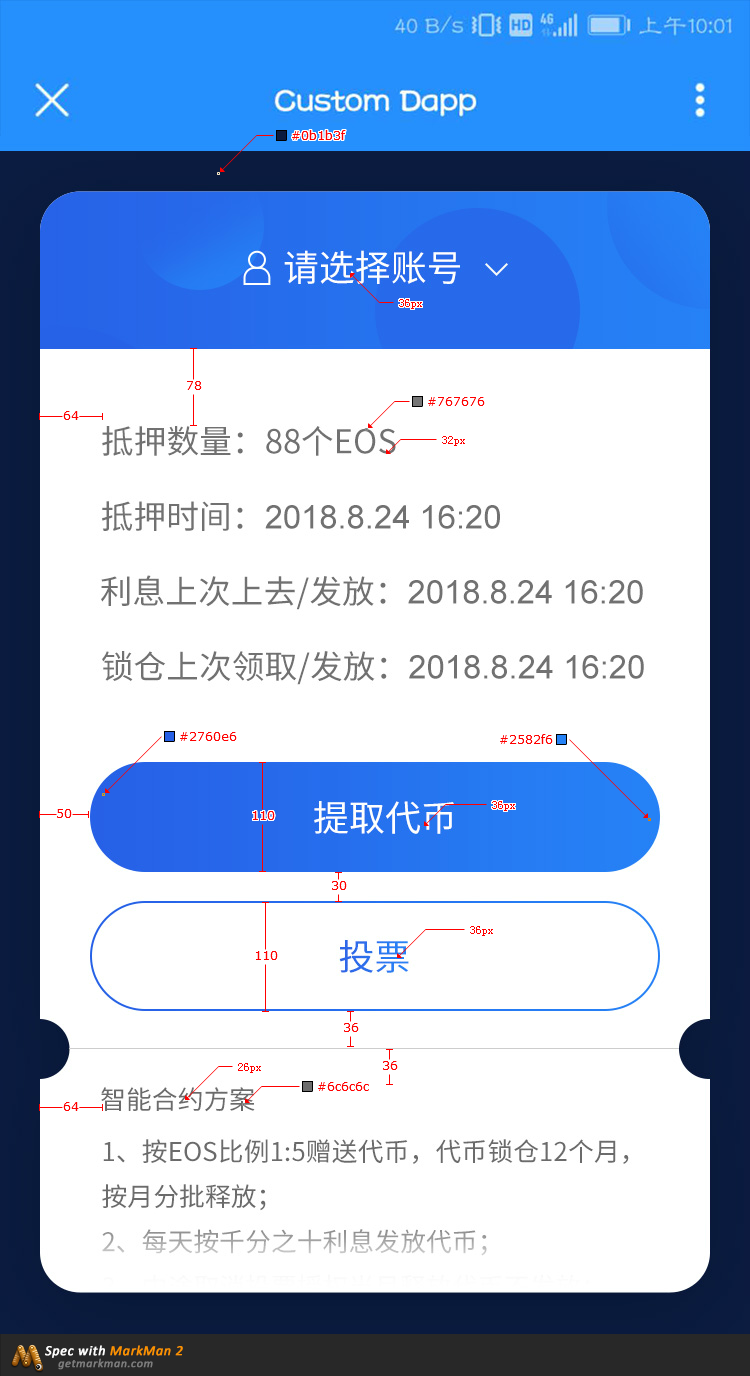 40 B/s HD 4G 上午10:01
Custom Dapp
#0b1b3f
请选择账号
36px
78
64
#767676
抵押数量：88个EOS
32px
抵押时间：2018.8.24 16:20
利息上次上去/发放：2018.8.24 16:20
锁仓上次领取/发放：2018.8.24 16:20
#2760e6
#2582f6
50
110
提取代币
36px
30
110
投票
36px
36
36
26px
#6c6c6c
64
智能合约方案
1、按EOS比例1:5赠送代币，代币锁仓12个月，
按月分批释放；
2、每天按千分之十利息发放代币；
Spec with MarkMan 2
getmarkman.com